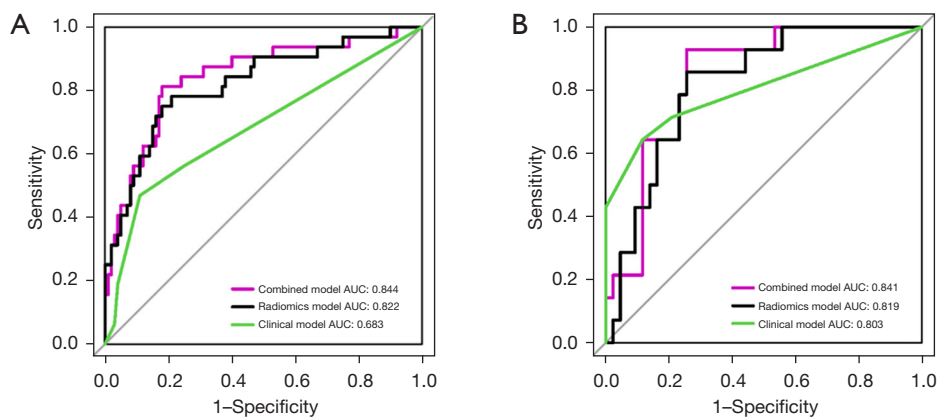 A
1.0
0.8
0.6
0.4
0.2
0.0
Sensitivity
Combined model AUC: 0.844
Radiomics model AUC: 0.822
Clinical model AUC: 0.683
0.0 0.2 0.4 0.6 0.8 1.0
1–Specificity
B
1.0
0.8
0.6
0.4
0.2
0.0
Sensitivity
Combined model AUC: 0.841
Radiomics model AUC: 0.819
Clinical model AUC: 0.803
0.0 0.2 0.4 0.6 0.8 1.0
1–Specificity